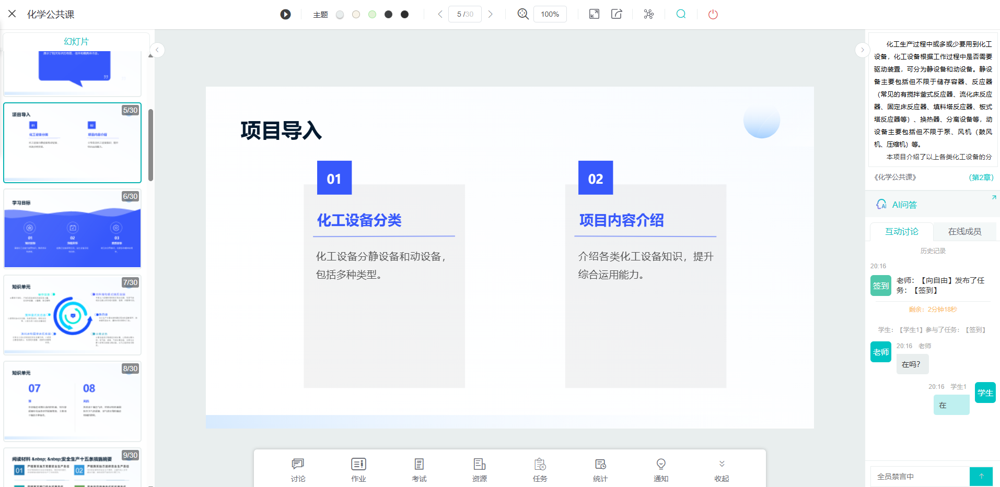 化学公共课
主题
5 /30
100%
幻灯片
5/30
项目导入
01
02
化工设备分类
项目内容介绍
6/30
学习目标
01
02
03
7/30
知识单元
8/30
知识单元
07
08
9/30
阅读材料 &nbsp; &nbsp;安全生产十五条措施摘要
01
02
项目导入
01
化工设备分类
化工设备分静设备和动设备，
包括多种类型。
02
项目内容介绍
介绍各类化工设备知识，提升
综合运用能力。
讨论
作业
考试
资源
任务
统计
通知
收起
化工生产过程中或多或少要用到化工
设备，化工设备根据工作过程中是否需要
驱动装置，可分为静设备和动设备。静设
备主要包括但不限于储存容器、反应器
（常见的有搅拌釜式反应器、流化床反应
器、固定床反应器、填料塔反应器、板式
塔反应器等）、换热器、分离设备等，动
设备主要包括但不限于泵、风机（鼓风
机、压缩机）等。
本项目介绍了以上各类化工设备的分
《化学公共课》
(第2章)
AI问答
互动讨论
在线成员
历史记录
20:16
签到
老师：【向自由】发布了任
务：【签到】
剩余：2分钟18秒
学生：【学生1】参与了任务：【签到】
老师
20:16 老师
在吗?
20:16 学生1
学生
在
全员禁言中